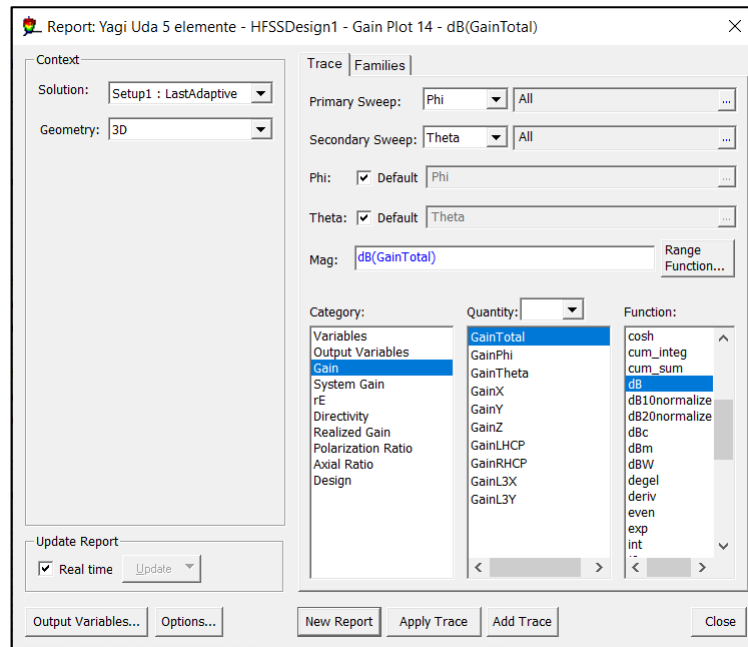 Report: Yagi Uda 5 elemente - HFSSDesign1 - Gain Plot 14 - dB(GainTotal)
Context
Solution: Setup1 : LastAdaptive
Geometry: 3D
Update Report
Real time Update
Output Variables... Options...
Trace Families
Primary Sweep: Phi All ...
Secondary Sweep: Theta All ...
Phi: Default Phi ...
Theta: Default Theta ...
Mag: dB(GainTotal) Range Function...
Category:
Variables
Output Variables
Gain
System Gain
rE
Directivity
Realized Gain
Polarization Ratio
Axial Ratio
Design
Quantity:
GainTotal
GainPhi
GainTheta
GainX
GainY
GainZ
GainLHCP
GainRHCP
GainL3X
GainL3Y
Function:
cosh
cum_integ
cum_sum
dB
dB10normalize
dB20normalize
dBc
dBm
dBW
degel
deriv
even
exp
int
New Report Apply Trace Add Trace Close